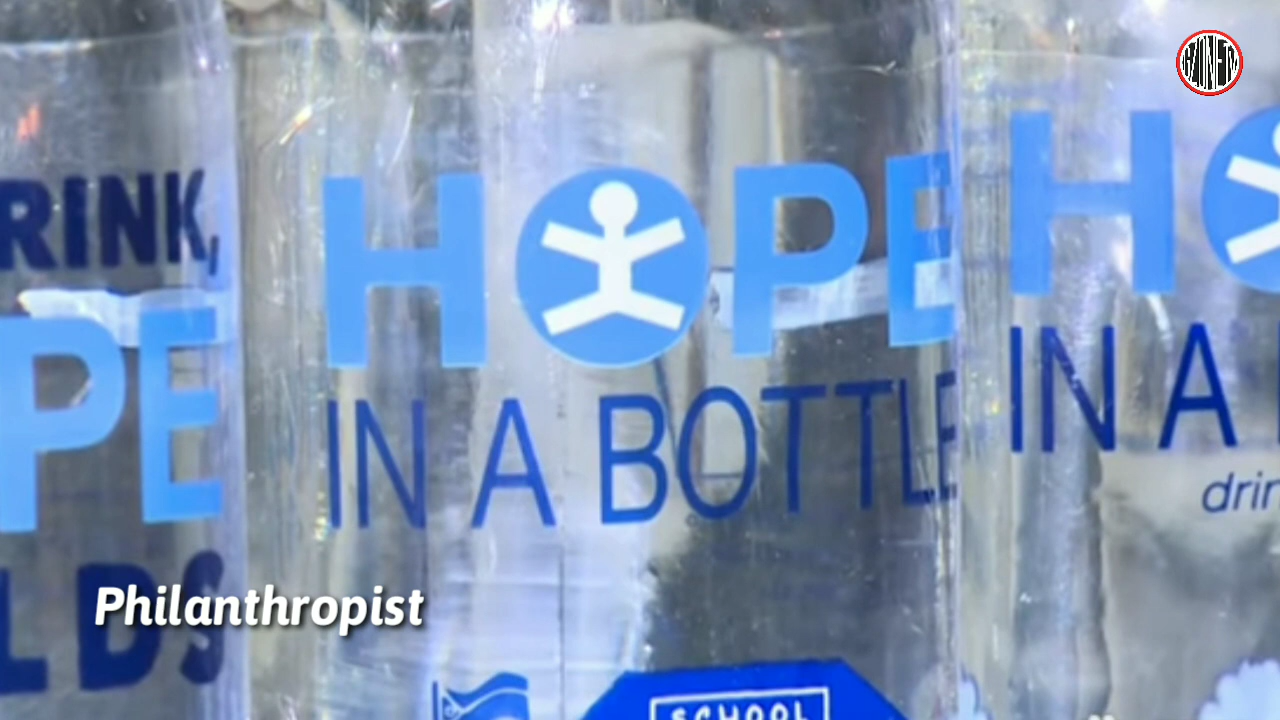 RINK,
PE
LDS
HOPE
IN A BOTTLE
SCHOOL
HO
IN A
drin
Philanthropist